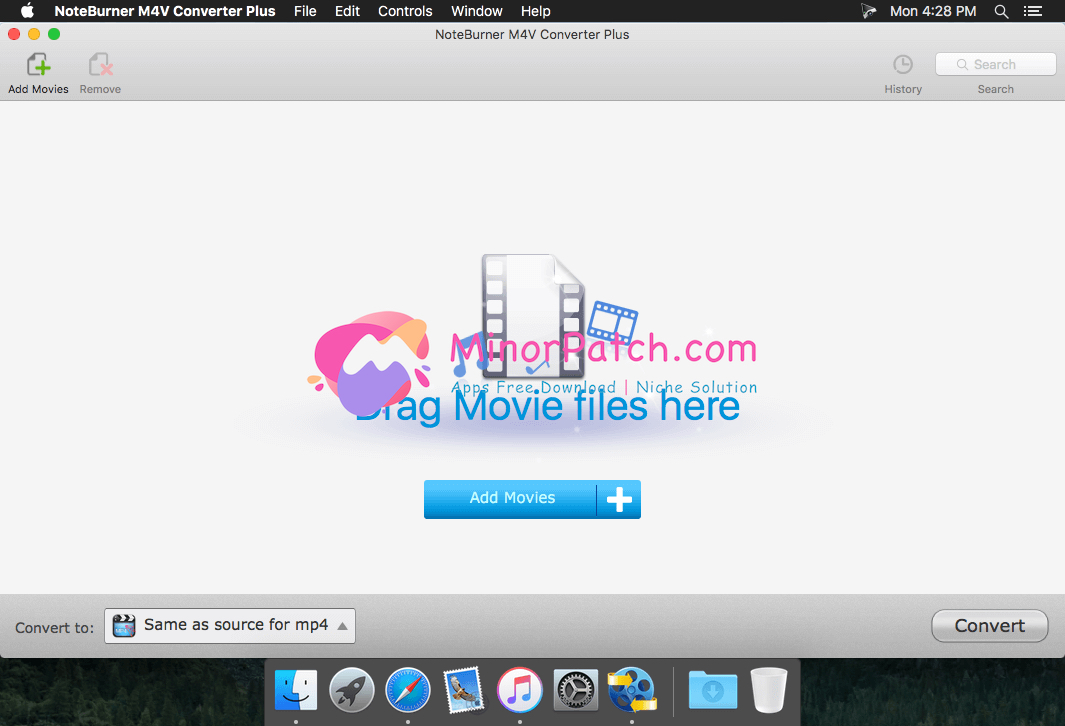 NoteBurner M4V Converter Plus File Edit Controls Window Help Mon 4:28 PM
NoteBurner M4V Converter Plus
Search
Add Movies Remove History Search
MinorPatch.com
Apps Free Download | Niche Solution
Drag Movie files here
Add Movies
Convert to: Same as source for mp4 Convert